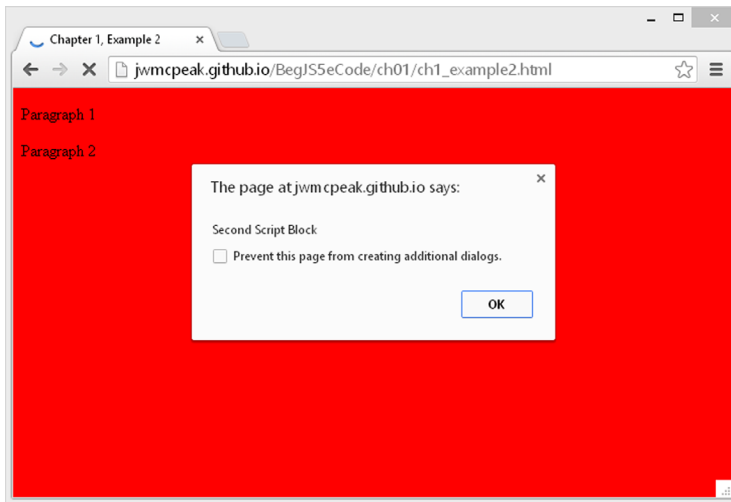 Chapter 1, Example 2
jwmcpeak.github.io/BegJS5eCode/ch01/ch1_example2.html
Paragraph 1
Paragraph 2
The page at jwmcpeak.github.io says:
Second Script Block
Prevent this page from creating additional dialogs.
OK